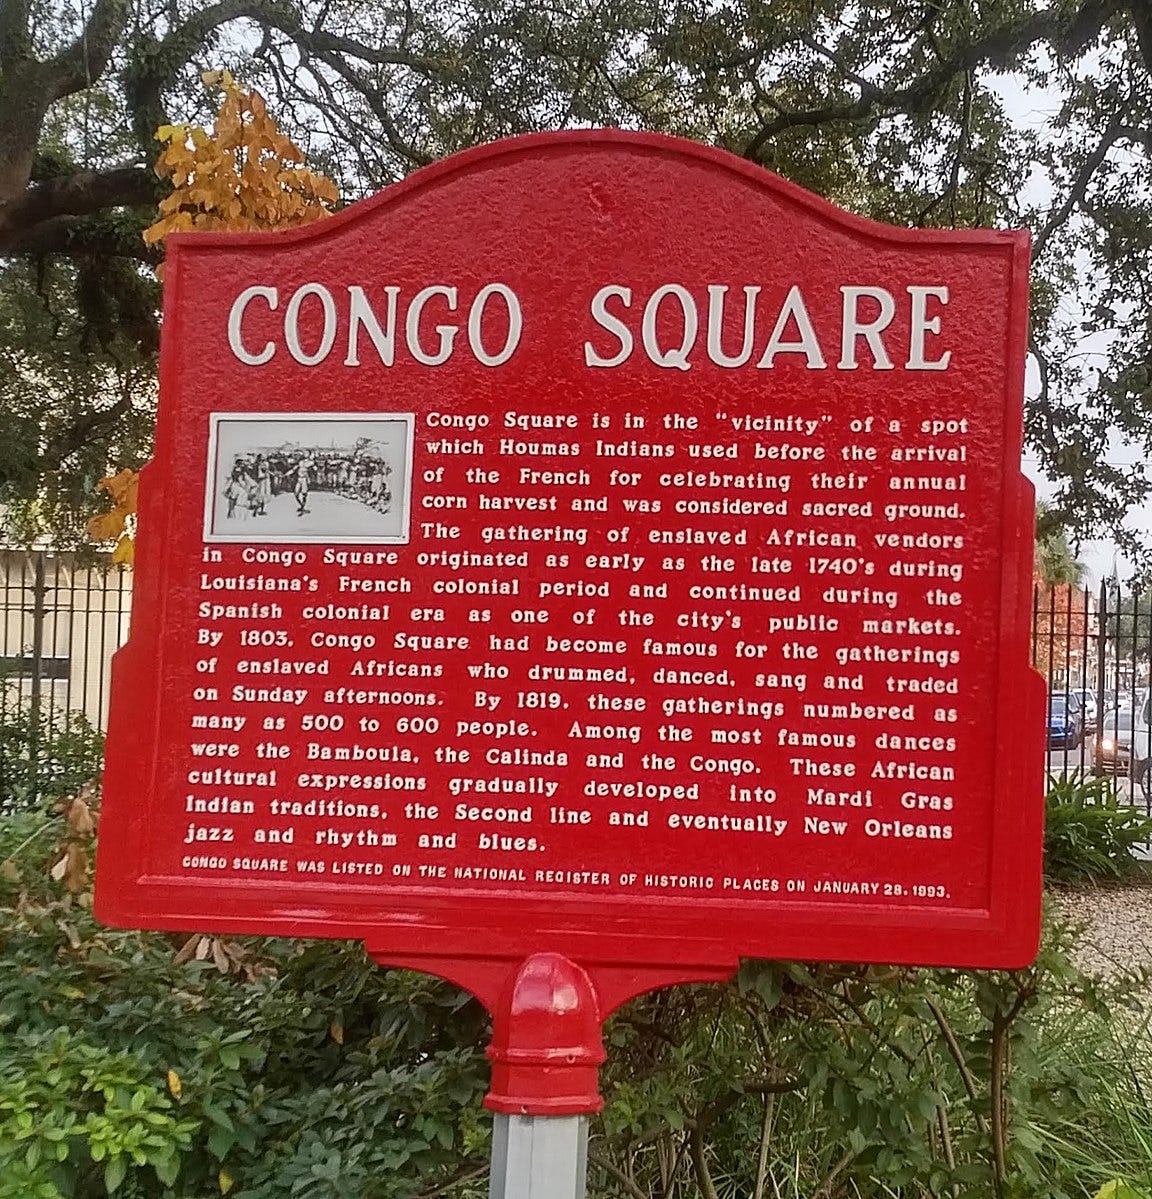 CONGO SQUARE
Congo Square is in the "vicinity" of a spot
which Houmas Indians used before the arrival
of the French for celebrating their annual
corn harvest and was considered sacred ground.
The gathering of enslaved African vendors
in Congo Square originated as early as the late 1740's during
Louisiana's French colonial period and continued during the
Spanish colonial era as one of the city's public markets.
By 1803, Congo Square had become famous for the gatherings
of enslaved Africans who drummed, danced, sang and traded
on Sunday afternoons. By 1819, these gatherings numbered as
many as 500 to 600 people. Among the most famous dances
were the Bamboula, the Calinda and the Congo. These African
cultural expressions gradually developed into Mardi Gras
Indian traditions, the Second line and eventually New Orleans
jazz and rhythm and blues.
CONGO SQUARE WAS LISTED ON THE NATIONAL REGISTER OF HISTORIC PLACES ON JANUARY 28, 1993.